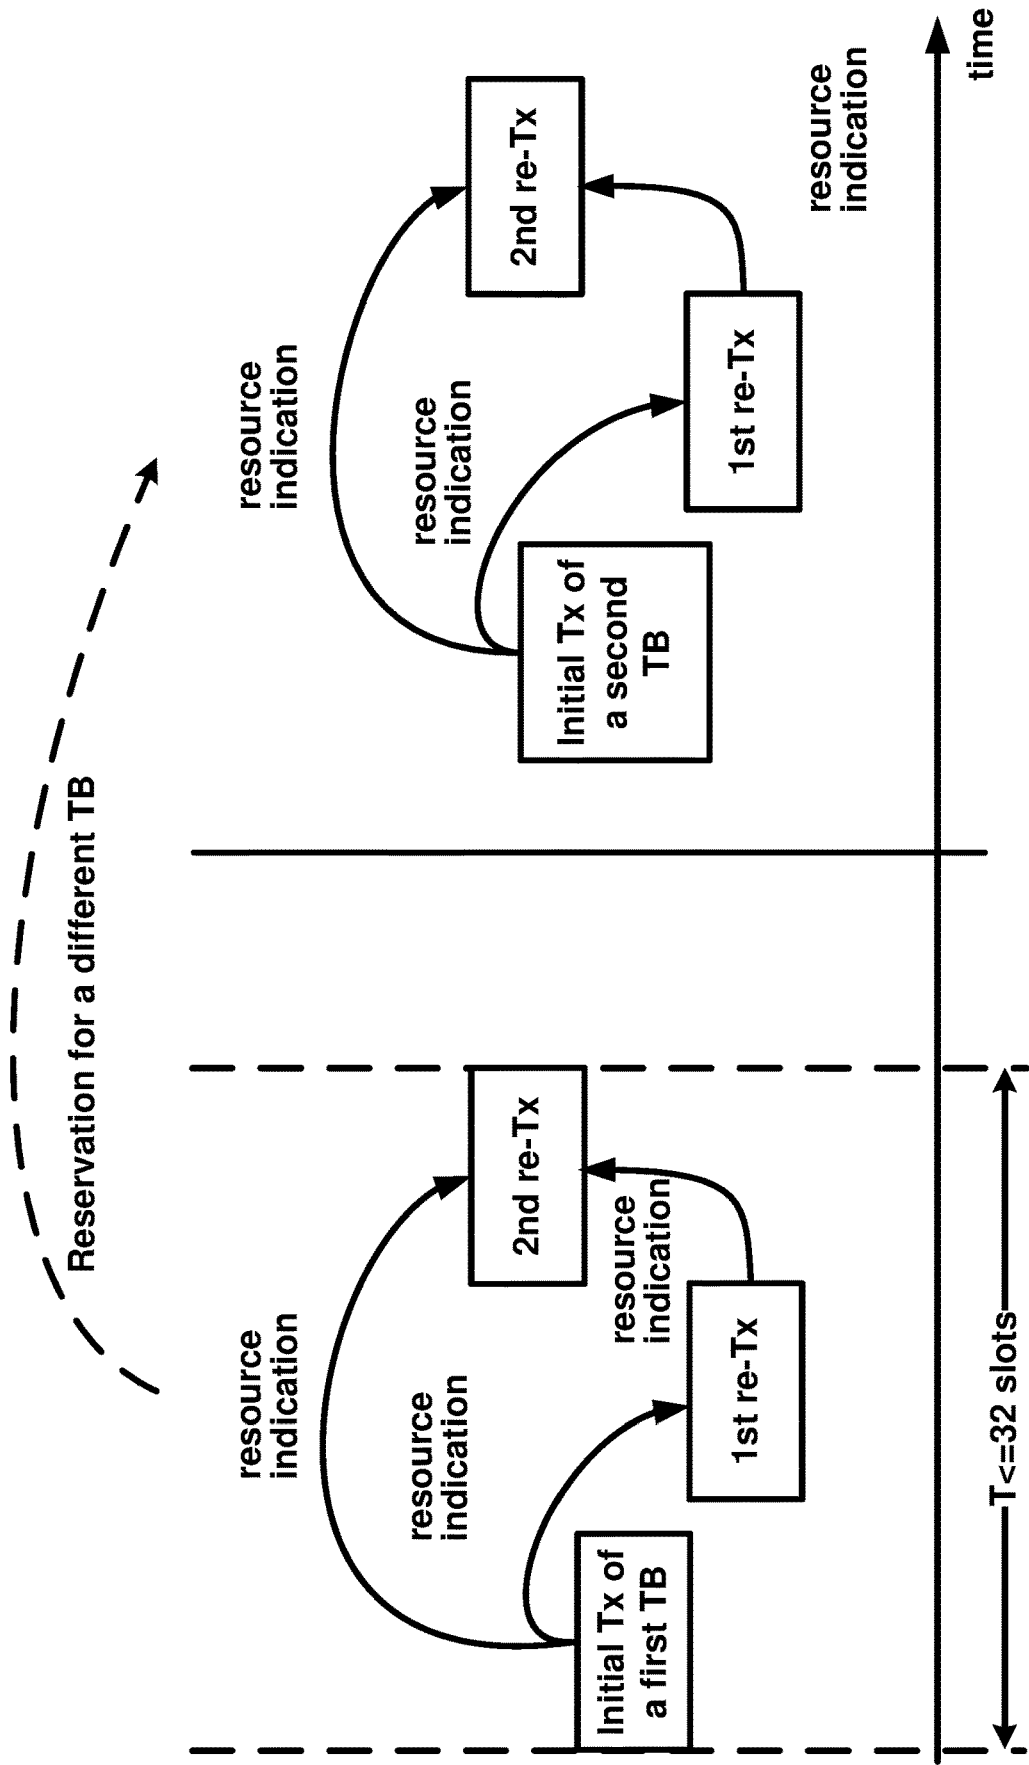 Reservation for a different TB
resource
indication
resource
indication
Initial Tx of
a first TB
2nd re-Tx
resource
indication
1st re-Tx
T<=32 slots
resource
indication
resource
indication
Initial Tx of
a second
TB
2nd re-Tx
1st re-Tx
resource
indication
time